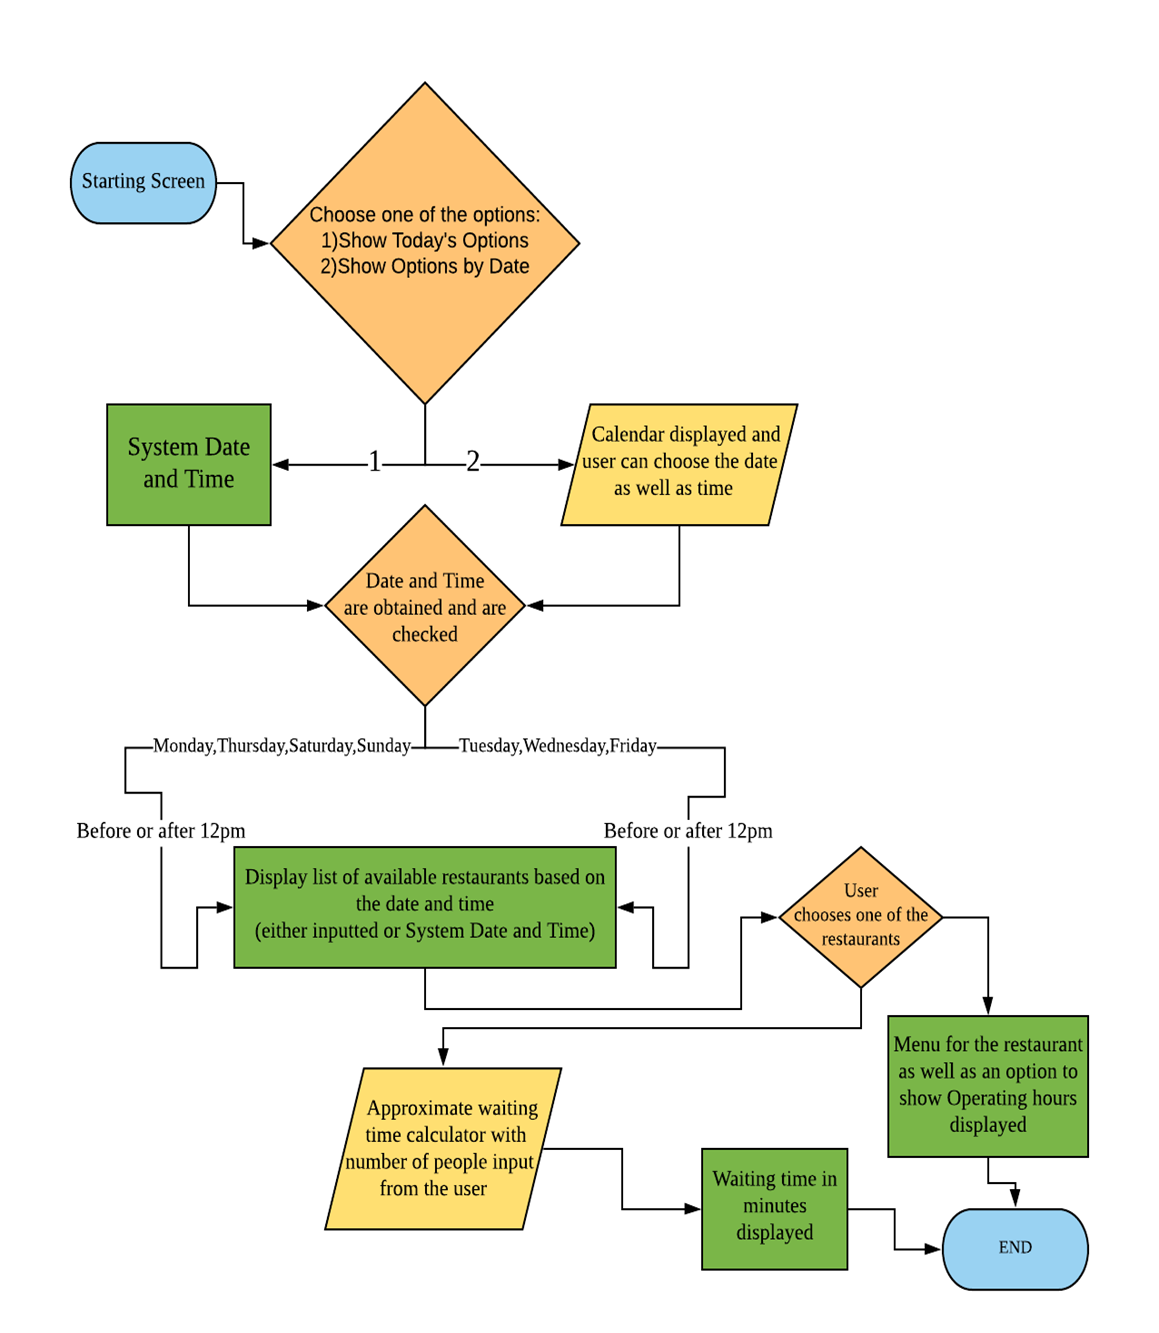 Starting Screen
Choose one of the options:
1)Show Today's Options
2)Show Options by Date
System Date
and Time
1
2
Calendar displayed and
user can choose the date
as well as time
Date and Time
are obtained and are
checked
Monday,Thursday,Saturday,Sunday
Tuesday,Wednesday,Friday
Before or after 12pm
Before or after 12pm
Display list of available restaurants based on
the date and time
(either inputted or System Date and Time)
User
chooses one of the
restaurants
Menu for the restaurant
as well as an option to
show Operating hours
displayed
Approximate waiting
time calculator with
number of people input
from the user
Waiting time in
minutes
displayed
END